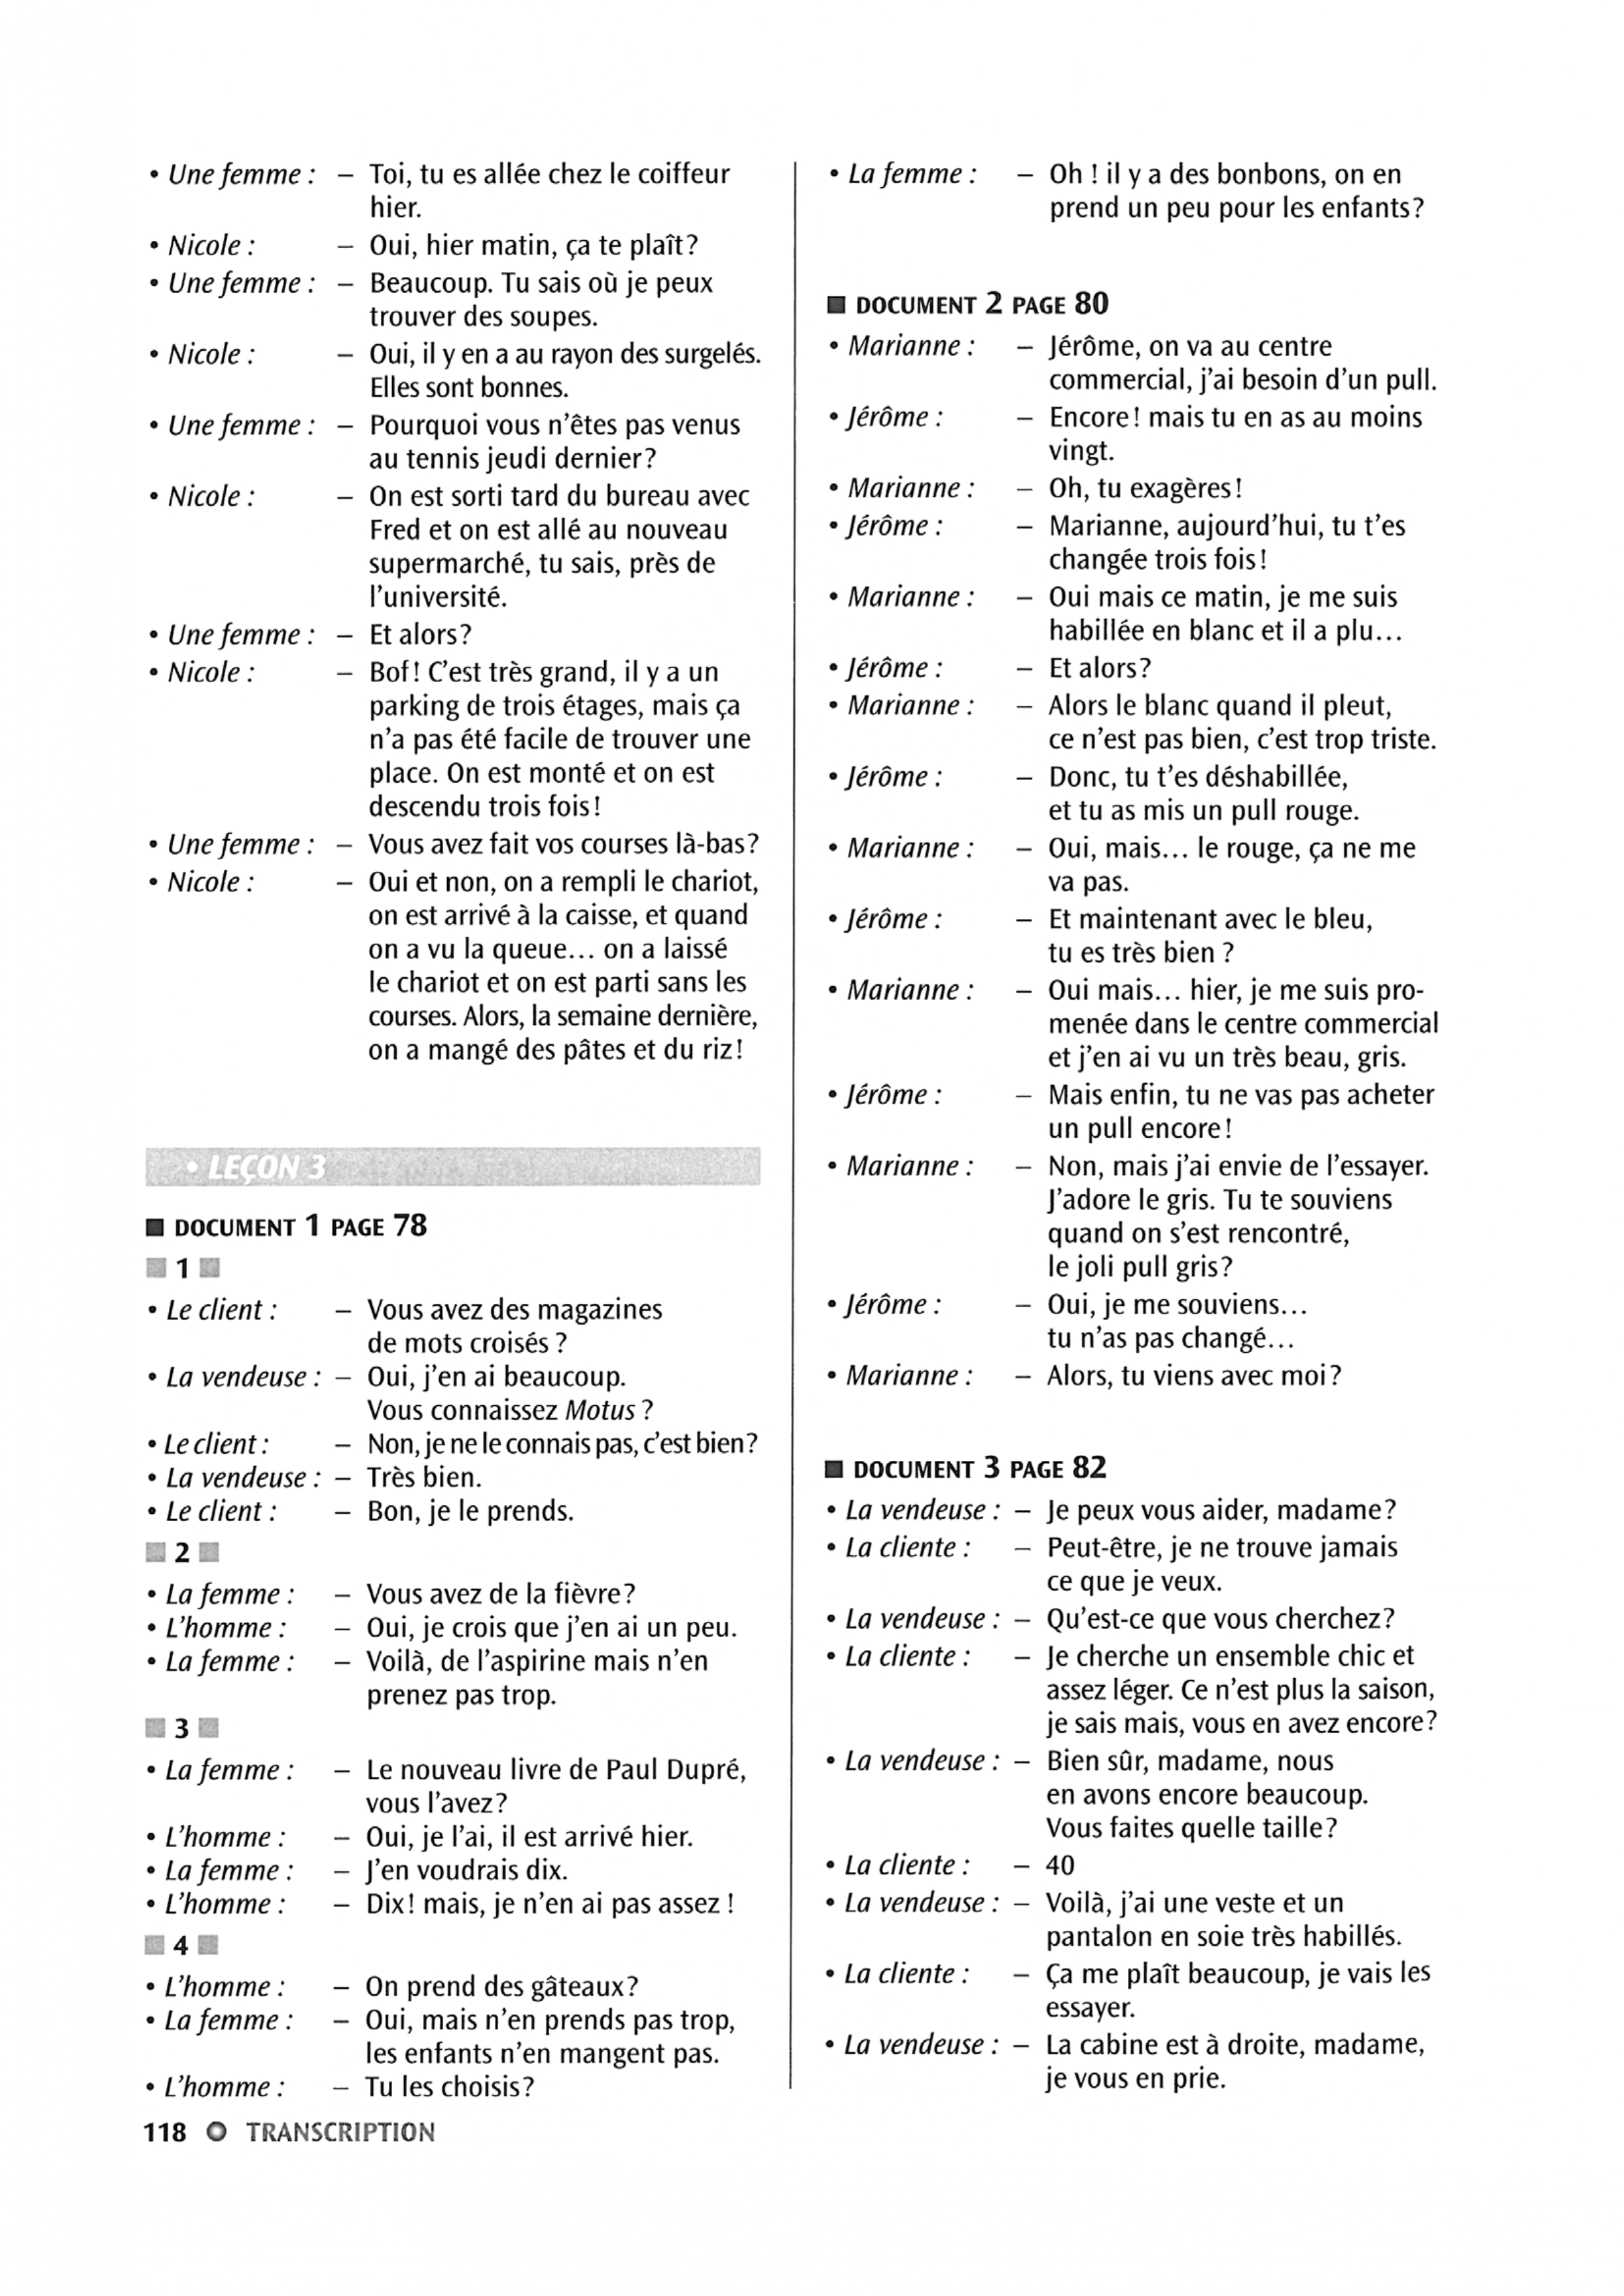 • Une femme : – Toi, tu es allée chez le coiffeur
hier.
• Nicole : – Oui, hier matin, ça te plaît?
• Une femme : – Beaucoup. Tu sais où je peux
trouver des soupes.
• Nicole : – Oui, il y en a au rayon des surgelés.
Elles sont bonnes.
• Une femme : – Pourquoi vous n'êtes pas venus
au tennis jeudi dernier?
• Nicole : – On est sorti tard du bureau avec
Fred et on est allé au nouveau
supermarché, tu sais, près de
l'université.
• Une femme : – Et alors?
• Nicole : – Bof! C'est très grand, il y a un
parking de trois étages, mais ça
n'a pas été facile de trouver une
place. On est monté et on est
descendu trois fois!
• Une femme : – Vous avez fait vos courses là-bas?
• Nicole : – Oui et non, on a rempli le chariot,
on est arrivé à la caisse, et quand
on a vu la queue... on a laissé
le chariot et on est parti sans les
courses. Alors, la semaine dernière,
on a mangé des pâtes et du riz!
• LEÇON 3
■ DOCUMENT 1 PAGE 78
1
• Le client : – Vous avez des magazines
de mots croisés ?
• La vendeuse : – Oui, j'en ai beaucoup.
Vous connaissez Motus ?
• Le client : – Non, je ne le connais pas, c'est bien?
• La vendeuse : – Très bien.
• Le client : – Bon, je le prends.
2
• La femme : – Vous avez de la fièvre?
• L'homme : – Oui, je crois que j'en ai un peu.
• La femme : – Voilà, de l'aspirine mais n'en
prenez pas trop.
3
• La femme : – Le nouveau livre de Paul Dupré,
vous l'avez?
• L'homme : – Oui, je l'ai, il est arrivé hier.
• La femme : – J'en voudrais dix.
• L'homme : – Dix! mais, je n'en ai pas assez !
4
• L'homme : – On prend des gâteaux?
• La femme : – Oui, mais n'en prends pas trop,
les enfants n'en mangent pas.
• L'homme : – Tu les choisis?
• La femme : – Oh ! il y a des bonbons, on en
prend un peu pour les enfants?
■ DOCUMENT 2 PAGE 80
• Marianne : – Jérôme, on va au centre
commercial, j'ai besoin d'un pull.
• Jérôme : – Encore! mais tu en as au moins
vingt.
• Marianne : – Oh, tu exagères!
• Jérôme : – Marianne, aujourd'hui, tu t'es
changée trois fois!
• Marianne : – Oui mais ce matin, je me suis
habillée en blanc et il a plu...
• Jérôme : – Et alors?
• Marianne : – Alors le blanc quand il pleut,
ce n'est pas bien, c'est trop triste.
• Jérôme : – Donc, tu t'es déshabillée,
et tu as mis un pull rouge.
• Marianne : – Oui, mais... le rouge, ça ne me
va pas.
• Jérôme : – Et maintenant avec le bleu,
tu es très bien ?
• Marianne : – Oui mais... hier, je me suis pro-
menée dans le centre commercial
et j'en ai vu un très beau, gris.
• Jérôme : – Mais enfin, tu ne vas pas acheter
un pull encore!
• Marianne : – Non, mais j'ai envie de l'essayer.
J'adore le gris. Tu te souviens
quand on s'est rencontré,
le joli pull gris?
• Jérôme : – Oui, je me souviens...
tu n'as pas changé...
• Marianne : – Alors, tu viens avec moi?
■ DOCUMENT 3 PAGE 82
• La vendeuse : – Je peux vous aider, madame?
• La cliente : – Peut-être, je ne trouve jamais
ce que je veux.
• La vendeuse : – Qu'est-ce que vous cherchez?
• La cliente : – Je cherche un ensemble chic et
assez léger. Ce n'est plus la saison,
je sais mais, vous en avez encore?
• La vendeuse : – Bien sûr, madame, nous
en avons encore beaucoup.
Vous faites quelle taille?
• La cliente : – 40
• La vendeuse : – Voilà, j'ai une veste et un
pantalon en soie très habillés.
• La cliente : – Ça me plaît beaucoup, je vais les
essayer.
• La vendeuse : – La cabine est à droite, madame,
je vous en prie.
118 TRANSCRIPTION